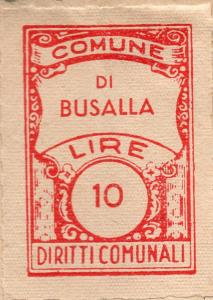 COMUNE
DI
BUSALLA
LIRE
10
DIRITTI COMUNALI